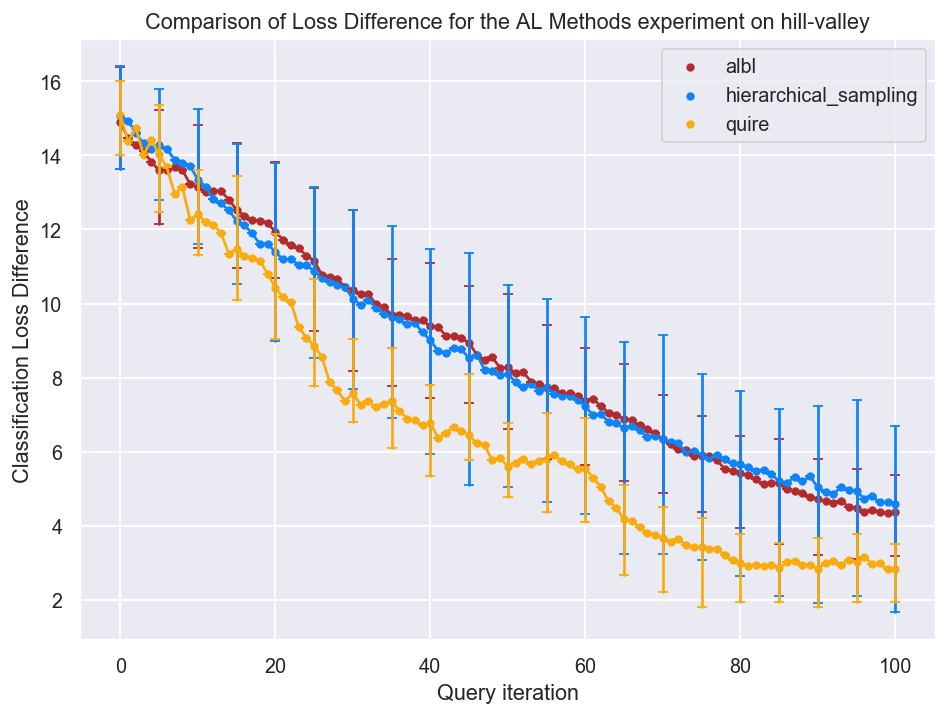 Comparison of Loss Difference for the AL Methods experiment on hill-valley
albl
hierarchical_sampling
quire
Classification Loss Difference
16
14
12
10
8
6
4
2
0 20 40 60 80 100
Query iteration